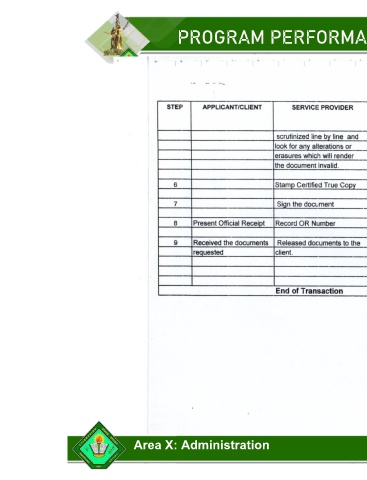 PROGRAM PERFORMA
STEP APPLICANT/CLIENT SERVICE PROVIDER
scrutinized line by line and
look for any alterations or
erasures which will render
the document invalid.
6 Stamp Certified True Copy
7 Sign the document
8 Present Official Receipt Record OR Number
9 Received the documents Released documents to the
requested client.
End of Transaction
Area X: Administration